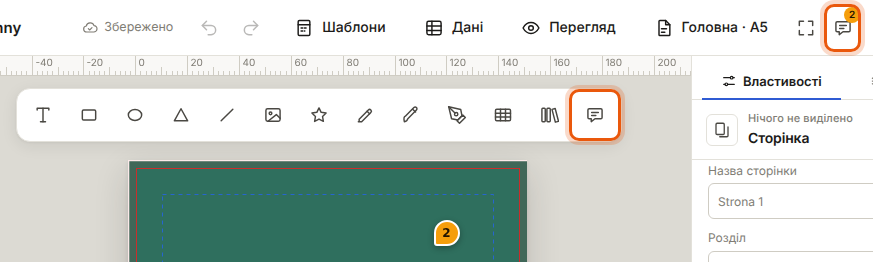 nny
Збережено
Шаблони
Дані
Перегляд
Головна · A5
2
-40 -20 0 20 40 60 80 100 120 140 160 180 200
Властивості
Нічого не виділено
Сторінка
Назва сторінки
Strona 1
Розділ
2